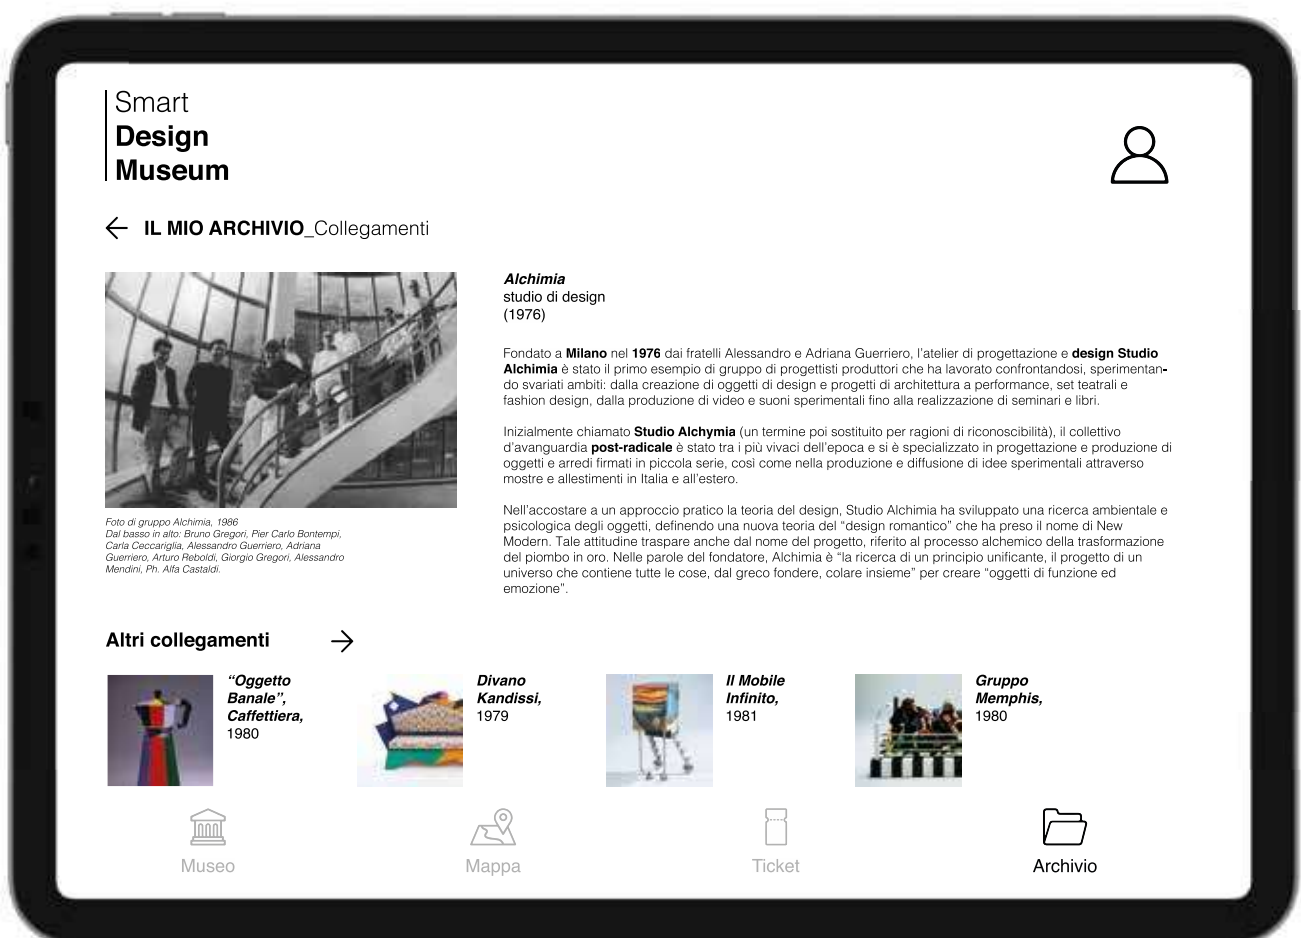 Smart
Design
Museum
IL MIO ARCHIVIO_Collegamenti
Alchimia
studio di design
(1976)
Fondato a Milano nel 1976 dai fratelli Alessandro e Adriana Guerriero, l’atelier di progettazione e design Studio
Alchimia è stato il primo esempio di gruppo di progettisti produttori che ha lavorato confrontandosi, sperimentan-
do svariati ambiti: dalla creazione di oggetti di design e progetti di architettura a performance, set teatrali e
fashion design, dalla produzione di video e suoni sperimentali fino alla realizzazione di seminari e libri.
Inizialmente chiamato Studio Alchymia (un termine poi sostituito per ragioni di riconoscibilità), il collettivo
d’avanguardia post-radicale è stato tra i più vivaci dell’epoca e si è specializzato in progettazione e produzione di
oggetti e arredi firmati in piccola serie, così come nella produzione e diffusione di idee sperimentali attraverso
mostre e allestimenti in Italia e all’estero.
Nell’accostare a un approccio pratico la teoria del design, Studio Alchimia ha sviluppato una ricerca ambientale e
psicologica degli oggetti, definendo una nuova teoria del “design romantico” che ha preso il nome di New
Modern. Tale attitudine traspare anche dal nome del progetto, riferito al processo alchemico della trasformazione
del piombo in oro. Nelle parole del fondatore, Alchimia è “la ricerca di un principio unificante, il progetto di un
universo che contiene tutte le cose, dal greco fondere, colare insieme” per creare “oggetti di funzione ed
emozione”.
Foto di gruppo Alchimia, 1986
Dal basso in alto: Bruno Gregori, Pier Carlo Bontempi,
Carla Ceccariglia, Alessandro Guerriero, Adriana
Guerriero, Arturo Reboldi, Giorgio Gregori, Alessandro
Mendini, Ph. Alfa Castaldi.
Altri collegamenti
“Oggetto
Banale”,
Caffettiera,
1980
Divano
Kandissi,
1979
Il Mobile
Infinito,
1981
Gruppo
Memphis,
1980
Museo
Mappa
Ticket
Archivio